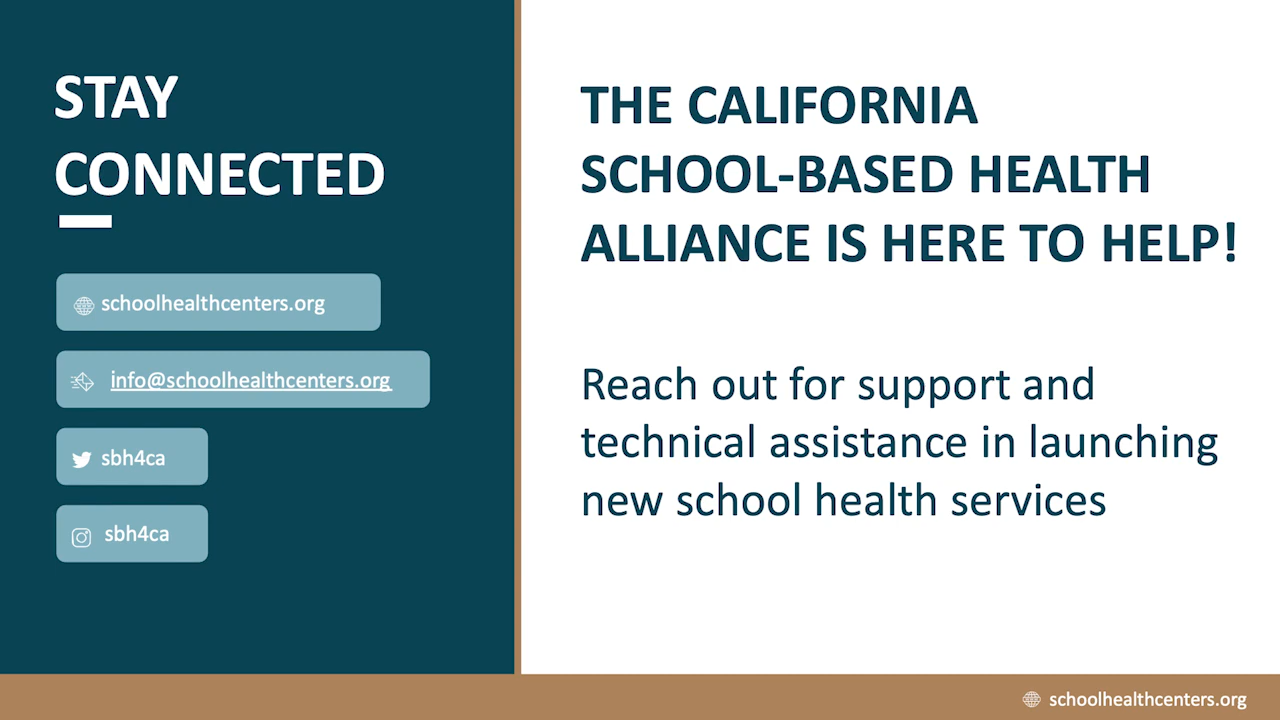 STAY
CONNECTED
schoolhealthcenters.org
info@schoolhealthcenters.org
sbh4ca
sbh4ca
THE CALIFORNIA
SCHOOL-BASED HEALTH
ALLIANCE IS HERE TO HELP!
Reach out for support and
technical assistance in launching
new school health services
schoolhealthcenters.org